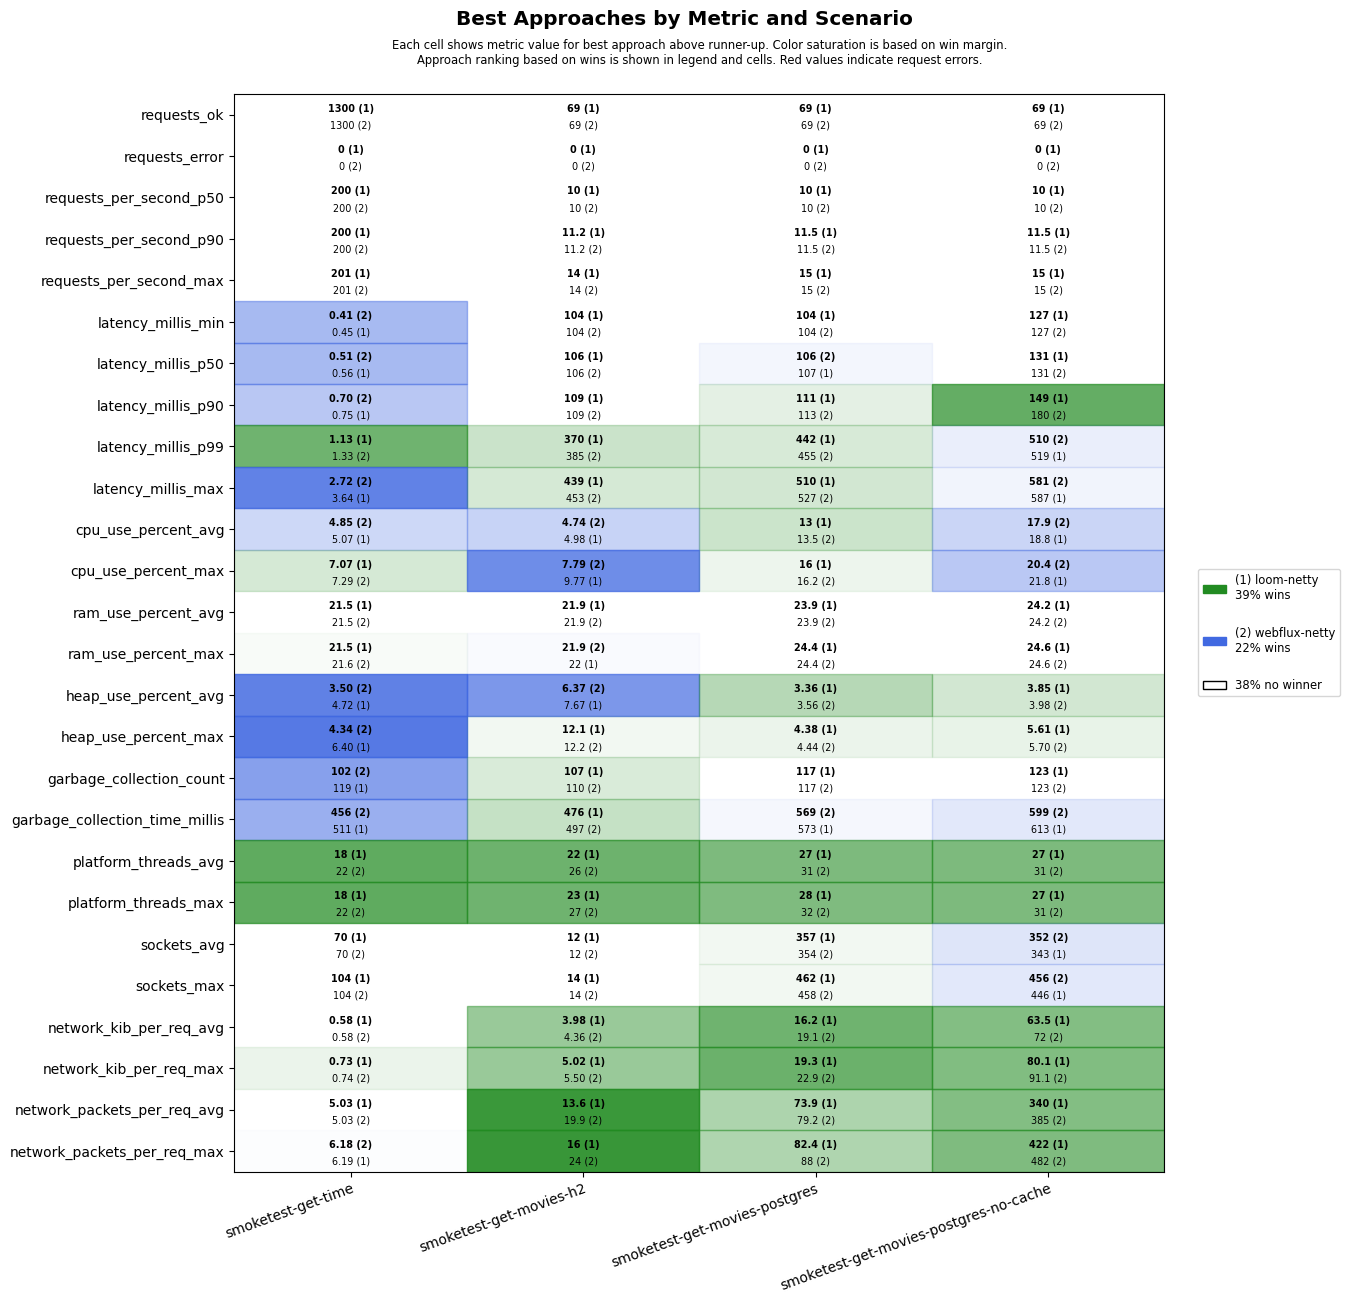 Best Approaches by Metric and Scenario
Each cell shows metric value for best approach above runner-up. Color saturation is based on win margin.
Approach ranking based on wins is shown in legend and cells. Red values indicate request errors.
requests_ok
1300 (1) 69 (1) 69 (1) 69 (1)
1300 (2) 69 (2) 69 (2) 69 (2)
requests_error
0 (1) 0 (1) 0 (1) 0 (1)
0 (2) 0 (2) 0 (2) 0 (2)
requests_per_second_p50
200 (1) 10 (1) 10 (1) 10 (1)
200 (2) 10 (2) 10 (2) 10 (2)
requests_per_second_p90
200 (1) 11.2 (1) 11.5 (1) 11.5 (1)
200 (2) 11.2 (2) 11.5 (2) 11.5 (2)
requests_per_second_max
201 (1) 14 (1) 15 (1) 15 (1)
201 (2) 14 (2) 15 (2) 15 (2)
latency_millis_min
0.41 (2) 104 (1) 104 (1) 127 (1)
0.45 (1) 104 (2) 104 (2) 127 (2)
latency_millis_p50
0.51 (2) 106 (1) 106 (2) 131 (1)
0.56 (1) 106 (2) 107 (1) 131 (2)
latency_millis_p90
0.70 (2) 109 (1) 111 (1) 149 (1)
0.75 (1) 109 (2) 113 (2) 180 (2)
latency_millis_p99
1.13 (1) 370 (1) 442 (1) 510 (2)
1.33 (2) 385 (2) 455 (2) 519 (1)
latency_millis_max
2.72 (2) 439 (1) 510 (1) 581 (2)
3.64 (1) 453 (2) 527 (2) 587 (1)
cpu_use_percent_avg
4.85 (2) 4.74 (2) 13 (1) 17.9 (2)
5.07 (1) 4.98 (1) 13.5 (2) 18.8 (1)
cpu_use_percent_max
7.07 (1) 7.79 (2) 16 (1) 20.4 (2)
7.29 (2) 9.77 (1) 16.2 (2) 21.8 (1)
ram_use_percent_avg
21.5 (1) 21.9 (1) 23.9 (1) 24.2 (1)
21.5 (2) 21.9 (2) 23.9 (2) 24.2 (2)
ram_use_percent_max
21.5 (1) 21.9 (2) 24.4 (1) 24.6 (1)
21.6 (2) 22 (1) 24.4 (2) 24.6 (2)
heap_use_percent_avg
3.50 (2) 6.37 (2) 3.36 (1) 3.85 (1)
4.72 (1) 7.67 (1) 3.56 (2) 3.98 (2)
heap_use_percent_max
4.34 (2) 12.1 (1) 4.38 (1) 5.61 (1)
6.40 (1) 12.2 (2) 4.44 (2) 5.70 (2)
garbage_collection_count
102 (2) 107 (1) 117 (1) 123 (1)
119 (1) 110 (2) 117 (2) 123 (2)
garbage_collection_time_millis
456 (2) 476 (1) 569 (2) 599 (2)
511 (1) 497 (2) 573 (1) 613 (1)
platform_threads_avg
18 (1) 22 (1) 27 (1) 27 (1)
22 (2) 26 (2) 31 (2) 31 (2)
platform_threads_max
18 (1) 23 (1) 28 (1) 27 (1)
22 (2) 27 (2) 32 (2) 31 (2)
sockets_avg
70 (1) 12 (1) 357 (1) 352 (2)
70 (2) 12 (2) 354 (2) 343 (1)
sockets_max
104 (1) 14 (1) 462 (1) 456 (2)
104 (2) 14 (2) 458 (2) 446 (1)
network_kib_per_req_avg
0.58 (1) 3.98 (1) 16.2 (1) 63.5 (1)
0.58 (2) 4.36 (2) 19.1 (2) 72 (2)
network_kib_per_req_max
0.73 (1) 5.02 (1) 19.3 (1) 80.1 (1)
0.74 (2) 5.50 (2) 22.9 (2) 91.1 (2)
network_packets_per_req_avg
5.03 (1) 13.6 (1) 73.9 (1) 340 (1)
5.03 (2) 19.9 (2) 79.2 (2) 385 (2)
network_packets_per_req_max
6.18 (2) 16 (1) 82.4 (1) 422 (1)
6.19 (1) 24 (2) 88 (2) 482 (2)
smoketest-get-time
smoketest-get-movies-h2
smoketest-get-movies-postgres
smoketest-get-movies-postgres-no-cache
(1) loom-netty
39% wins
(2) webflux-netty
22% wins
38% no winner